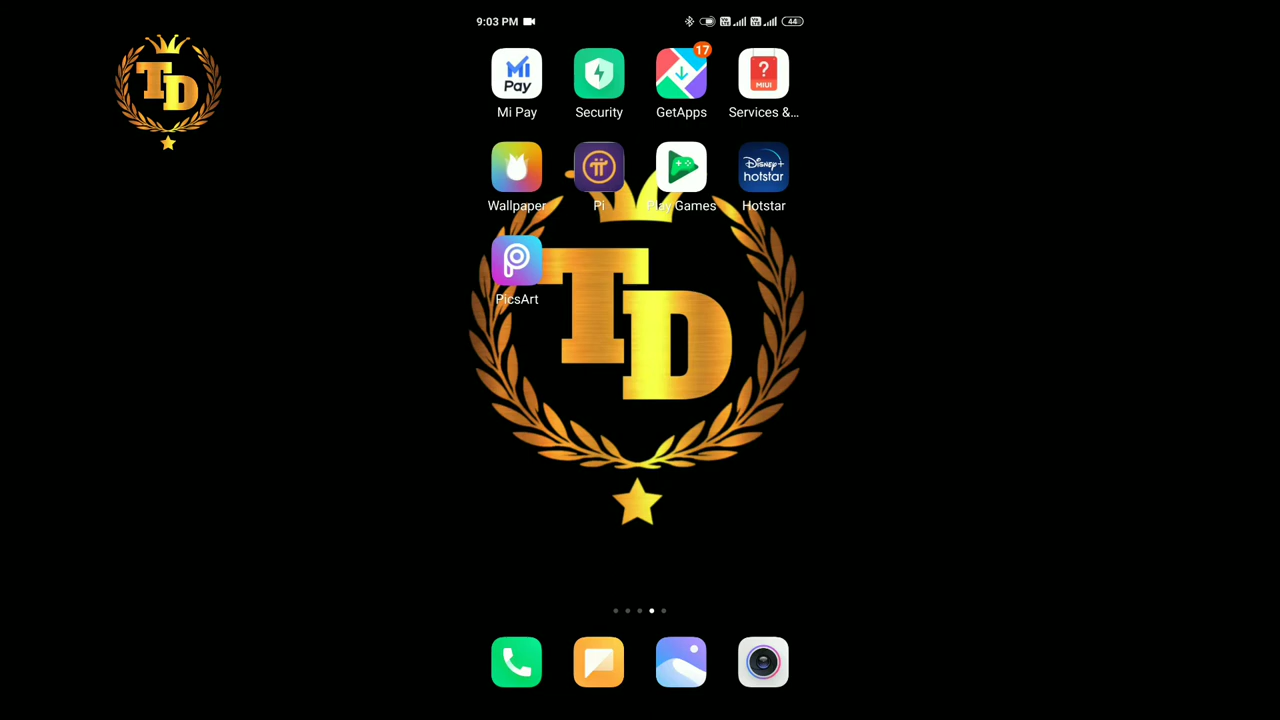 9:03 PM
44
TD
17
Mi Pay
Mi Pay
Security
GetApps
?
MIUI
Services &...
Disney+
hotstar
Wallpaper
Pi
Play Games
Hotstar
PicsArt
TD